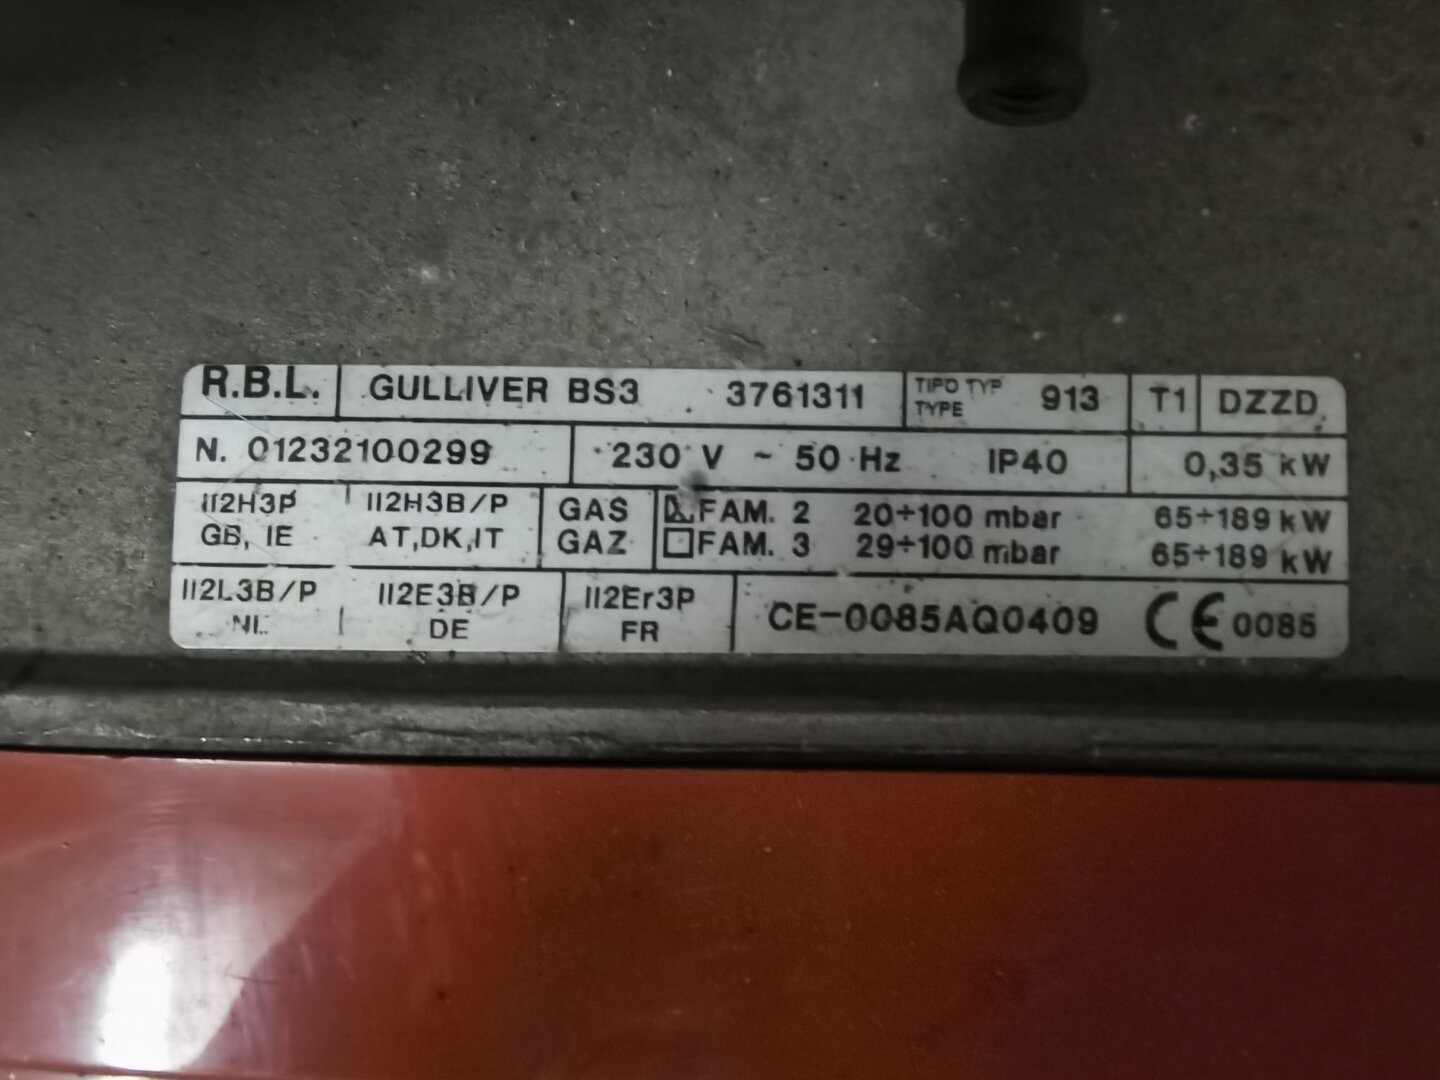 R.B.L. GULLIVER BS3 3761311 TIPO TYP TYPE 913 T1 DZZD
N. 01232100299 230 V ~ 50 Hz IP40 0,35 kW
II2H3P II2H3B/P GAS FAM. 2 20÷100 mbar 65÷189 kW
GB, IE AT,DK,IT GAZ FAM. 3 29÷100 mbar 65÷189 kW
II2L3B/P II2E3B/P II2Er3P CE-0085AQ0409 CE 0085
NL DE FR